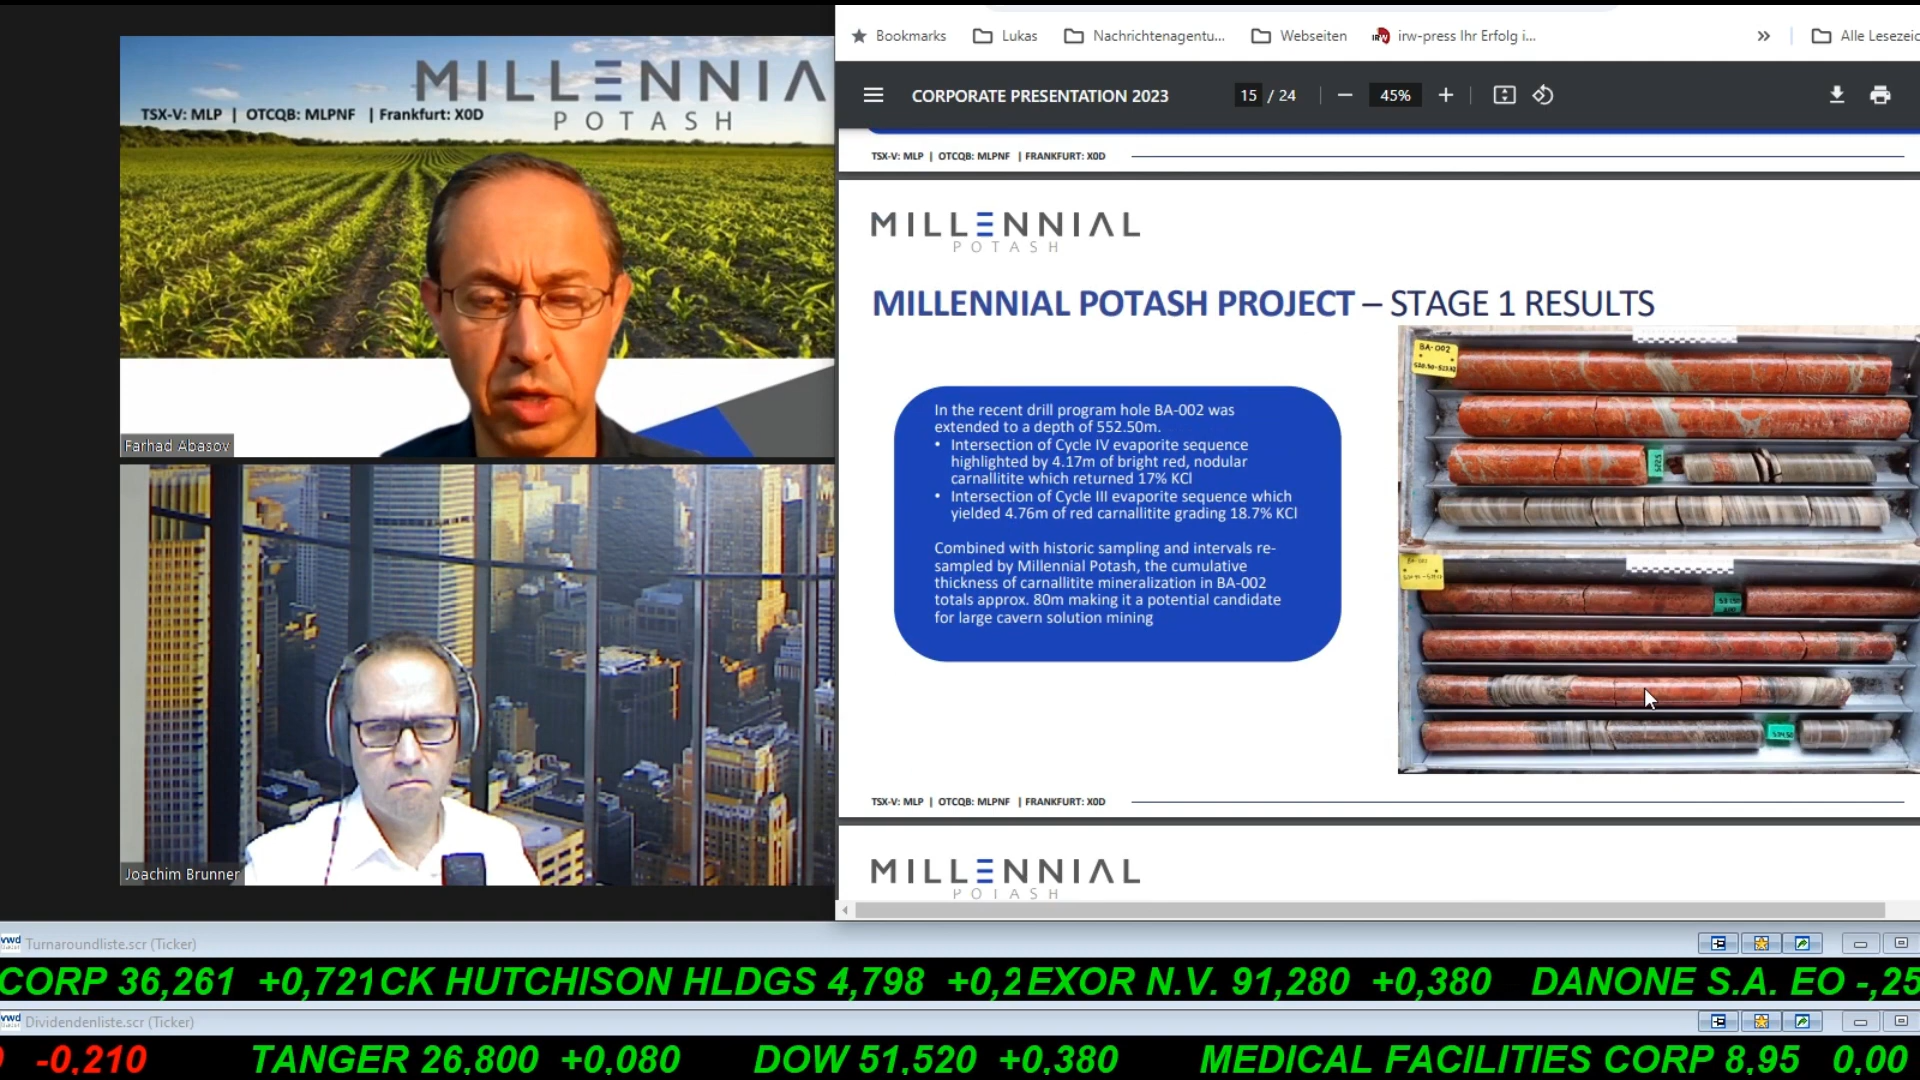 MILLENNIA
POTASH
TSX-V: MLP | OTCQB: MLPNF | Frankfurt: X0D
Farhad Abasov
Joachim Brunner
Bookmarks Lukas Nachrichtenagentu... Webseiten irw-press Ihr Erfolg i... » Alle Lesezeic
CORPORATE PRESENTATION 2023 15 / 24 — 45% +
TSX-V: MLP | OTCQB: MLPNF | FRANKFURT: X0D
MILLENNIAL
POTASH
MILLENNIAL POTASH PROJECT – STAGE 1 RESULTS
In the recent drill program hole BA-002 was
extended to a depth of 552.50m.
• Intersection of Cycle IV evaporite sequence
highlighted by 4.17m of bright red, nodular
carnallitite which returned 17% KCl
• Intersection of Cycle III evaporite sequence which
yielded 4.76m of red carnallitite grading 18.7% KCl
Combined with historic sampling and intervals re-
sampled by Millennial Potash, the cumulative
thickness of carnallitite mineralization in BA-002
totals approx. 80m making it a potential candidate
for large cavern solution mining
BA-002
TSX-V: MLP | OTCQB: MLPNF | FRANKFURT: X0D
MILLENNIAL
POTASH
vwd Turnaroundliste.scr (Ticker)
CORP 36,261 +0,721 CK HUTCHISON HLDGS 4,798 +0,2 EXOR N.V. 91,280 +0,380 DANONE S.A. EO -,25
vwd Dividendenliste.scr (Ticker)
-0,210 TANGER 26,800 +0,080 DOW 51,520 +0,380 MEDICAL FACILITIES CORP 8,95 0,00